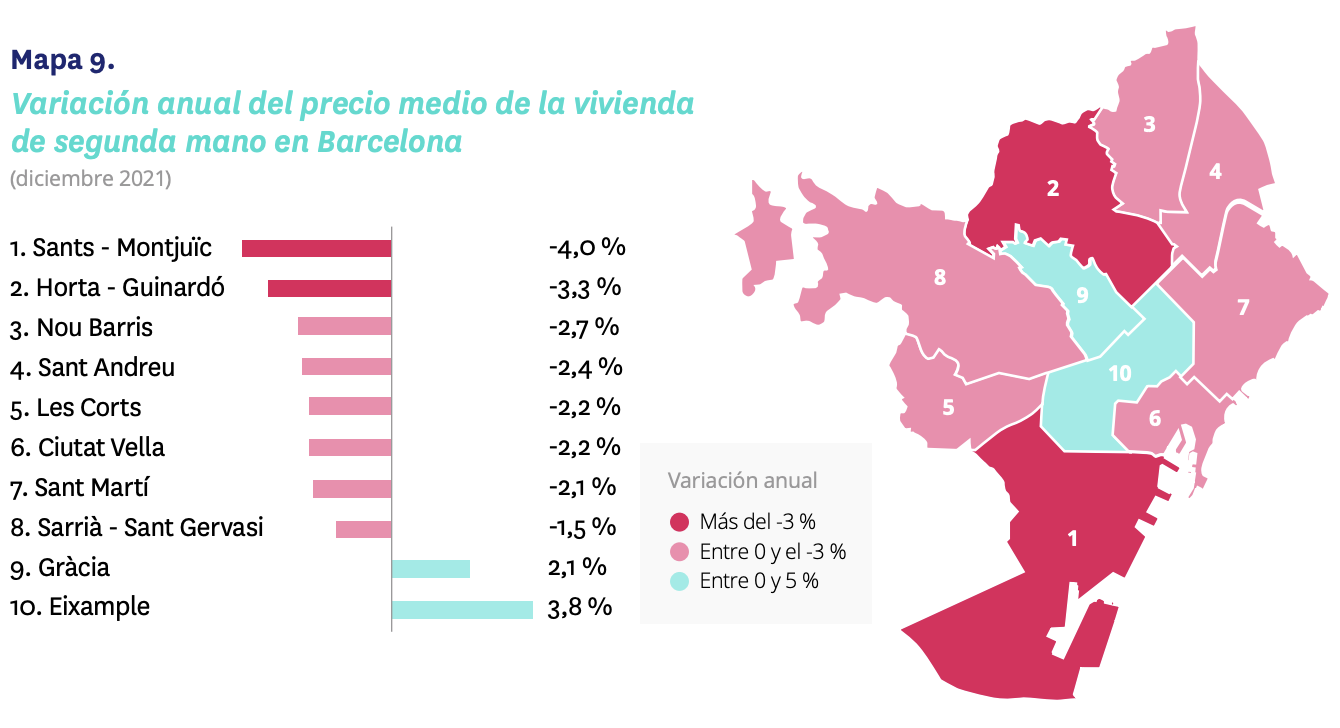 Mapa 9.
Variación anual del precio medio de la vivienda
de segunda mano en Barcelona
(diciembre 2021)
1. Sants - Montjuïc -4,0 %
2. Horta - Guinardó -3,3 %
3. Nou Barris -2,7 %
4. Sant Andreu -2,4 %
5. Les Corts -2,2 %
6. Ciutat Vella -2,2 %
7. Sant Martí -2,1 %
8. Sarrià - Sant Gervasi -1,5 %
9. Gràcia 2,1 %
10. Eixample 3,8 %
Variación anual
Más del -3 %
Entre 0 y el -3 %
Entre 0 y 5 %
3
4
2
8
9
7
10
5
6
1